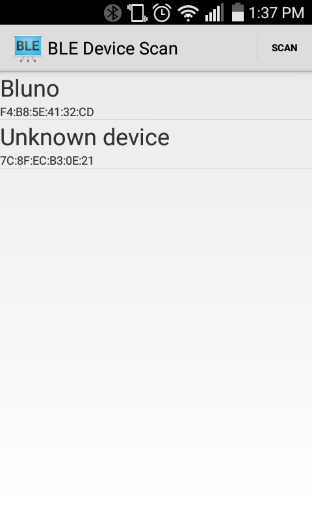 1:37 PM
BLE BLE Device Scan SCAN
Bluno
F4:B8:5E:41:32:CD
Unknown device
7C:8F:EC:B3:0E:21